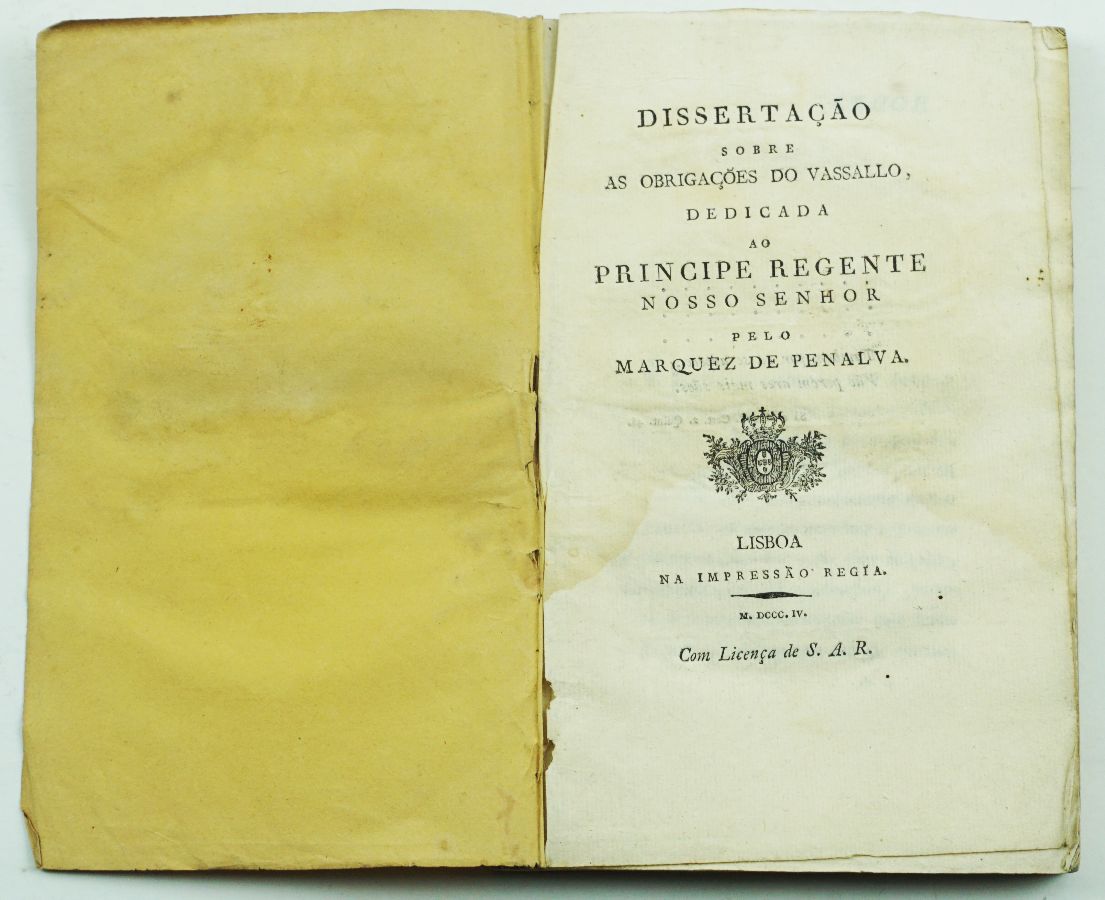 DISSERTAÇÃO
SOBRE
AS OBRIGAÇÕES DO VASSALLO,
DEDICADA
AO
PRINCIPE REGENTE
NOSSO SENHOR
PELO
MARQUEZ DE PENALVA.
LISBOA
NA IMPRESSÃO REGIA.
M. DCCC. IV.
Com Licença de S. A. R.